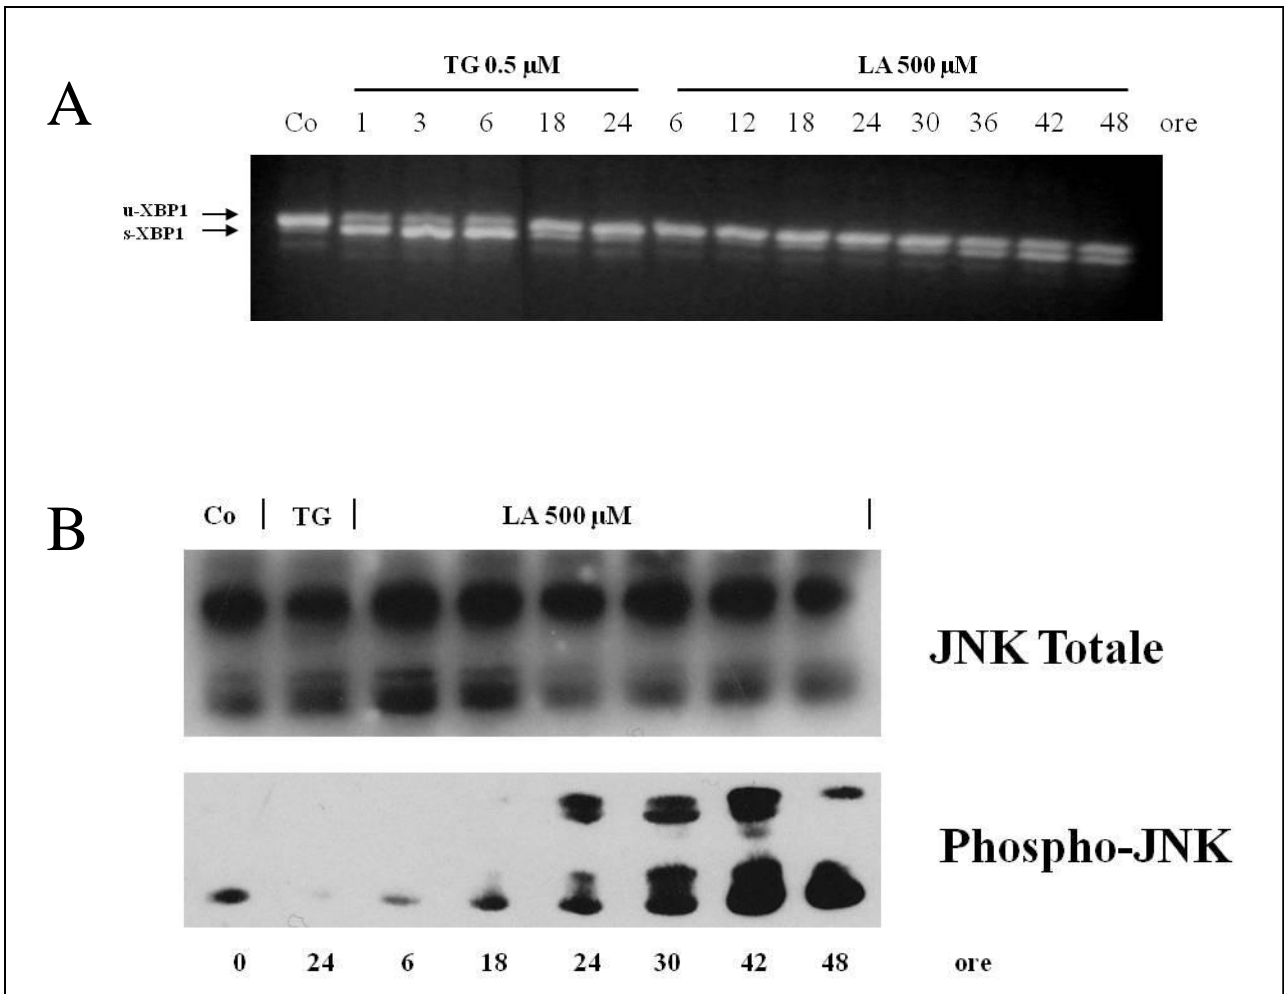 A
TG 0.5 µM
LA 500 µM
Co 1 3 6 18 24 6 12 18 24 30 36 42 48 ore
u-XBP1
s-XBP1
B
Co | TG | LA 500 µM |
JNK Totale
Phospho-JNK
0 24 6 18 24 30 42 48 ore